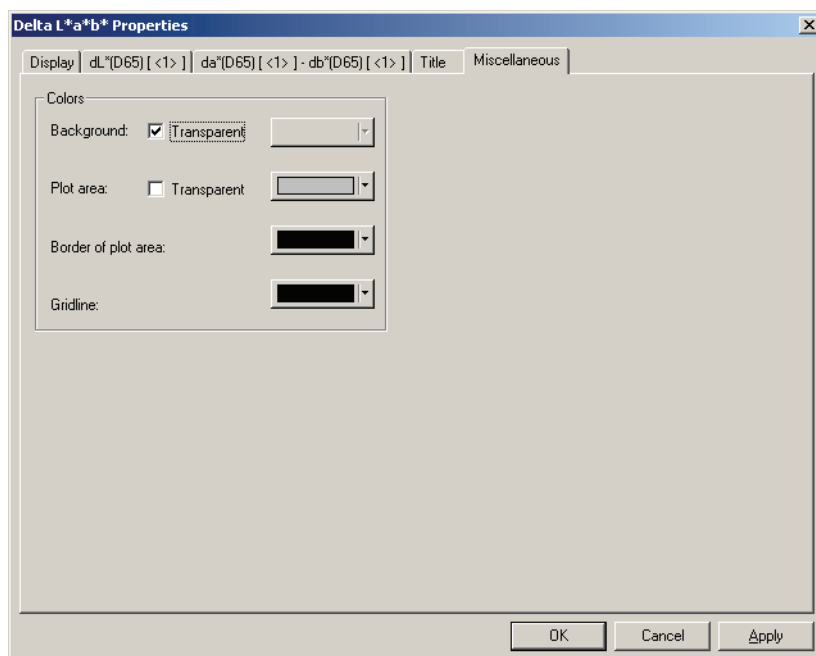 Delta L*a*b* Properties
Display dL*(D65) [ <1> ] da*(D65) [ <1> ] - db*(D65) [ <1> ] Title Miscellaneous
Colors
Background: Transparent
Plot area: Transparent
Border of plot area:
Gridline:
OK Cancel Apply